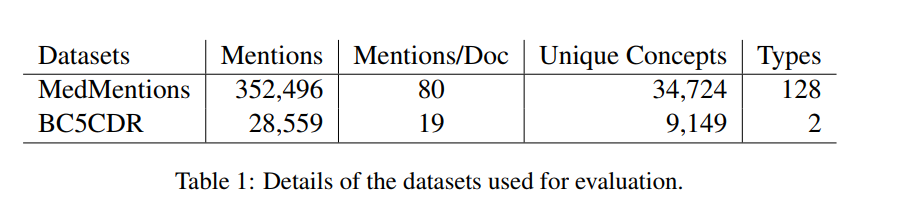 Datasets Mentions Mentions/Doc Unique Concepts Types
MedMentions 352,496 80 34,724 128
BC5CDR 28,559 19 9,149 2
Table 1: Details of the datasets used for evaluation.